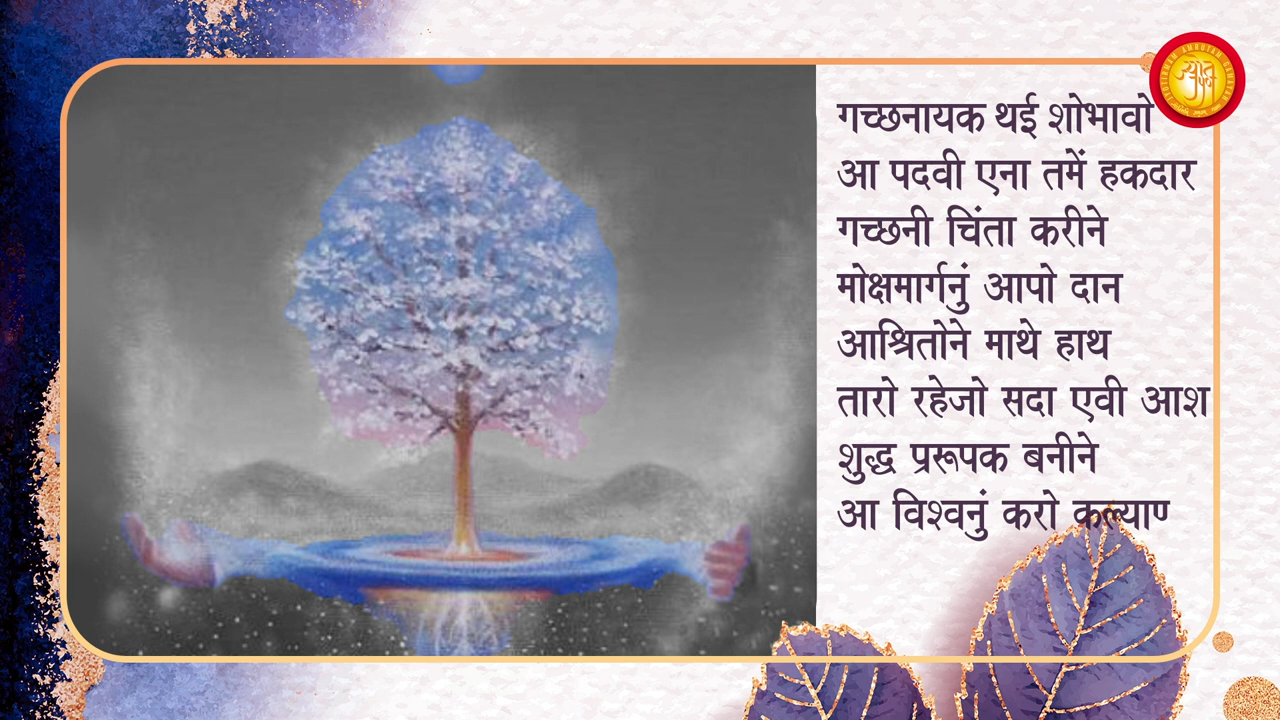 गच्छनायक थई शोभावो
आ पदवी एना तमें हकदार
गच्छनी चिंता करीने
मोक्षमार्गनुं आपो दान
आश्रितोने माथे हाथ
तारो रहेजो सदा एवी आश
शुद्ध प्ररूपक बनीने
आ विश्वनुं करो कल्याण